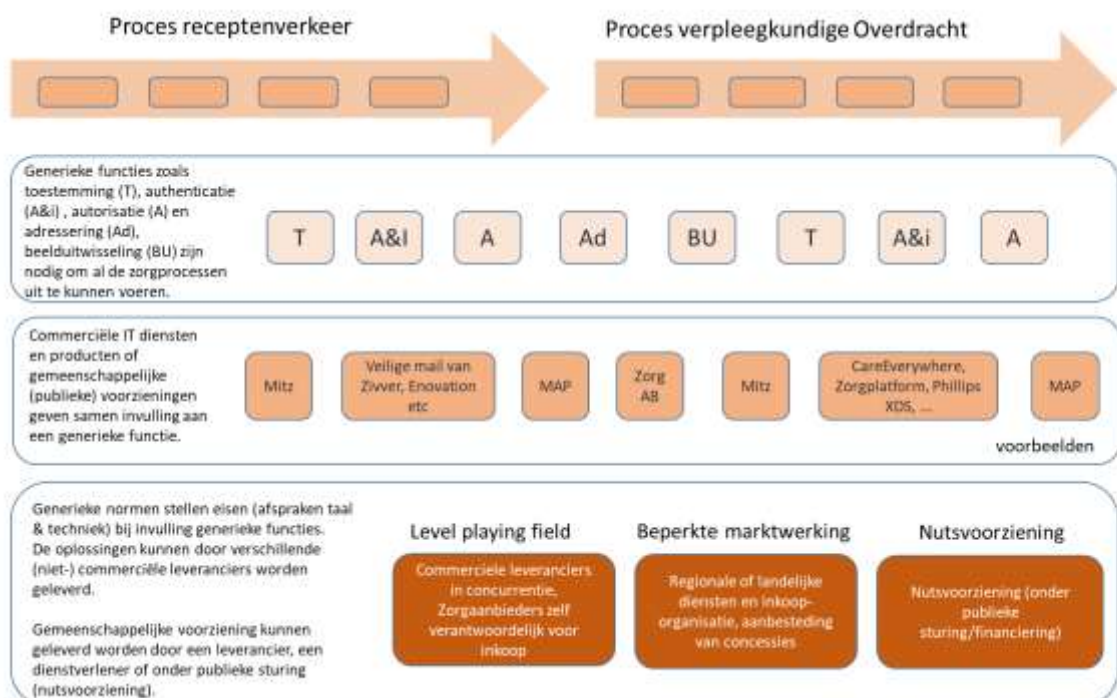 Proces receptenverkeer
Proces verpleegkundige Overdracht
Generieke functies zoals
toestemming (T), authenticatie
(A&i) , autorisatie (A) en
adressering (Ad),
beelduitwisseling (BU) zijn
nodig om al de zorgprocessen
uit te kunnen voeren.
T
A&I
A
Ad
BU
T
A&i
A
Commerciële IT diensten
en producten of
gemeenschappelijke
(publieke) voorzieningen
geven samen invulling aan
een generieke functie.
Mitz
Veilige mail van
Zivver, Enovation
etc
MAP
Zorg
AB
Mitz
CareEverywhere,
Zorgplatform, Phillips
XDS, ...
MAP
voorbeelden
Generieke normen stellen eisen (afspraken taal
& techniek) bij invulling generieke functies.
De oplossingen kunnen door verschillende
(niet-) commerciële leveranciers worden
geleverd.
Gemeenschappelijke voorziening kunnen
geleverd worden door een leverancier, een
dienstverlener of onder publieke sturing
(nutsvoorziening).
Level playing field
Commerciële leveranciers
in concurrentie,
Zorgaanbieders zelf
verantwoordelijk voor
inkoop
Beperkte marktwerking
Regionale of landelijke
diensten en inkoop-
organisatie, aanbesteding
van concessies
Nutsvoorziening
Nutsvoorziening (onder
publieke
sturing/financiering)